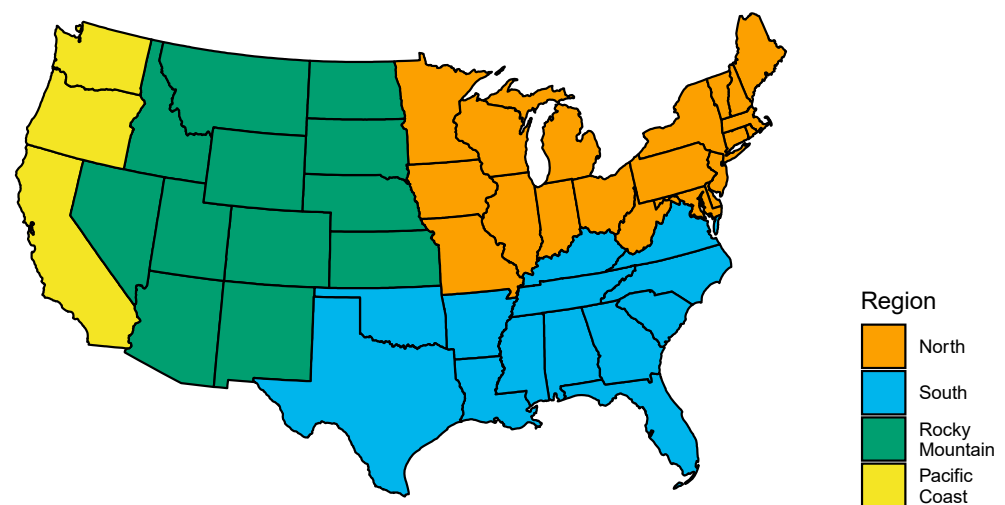 Region
North
South
Rocky
Mountain
Pacific
Coast